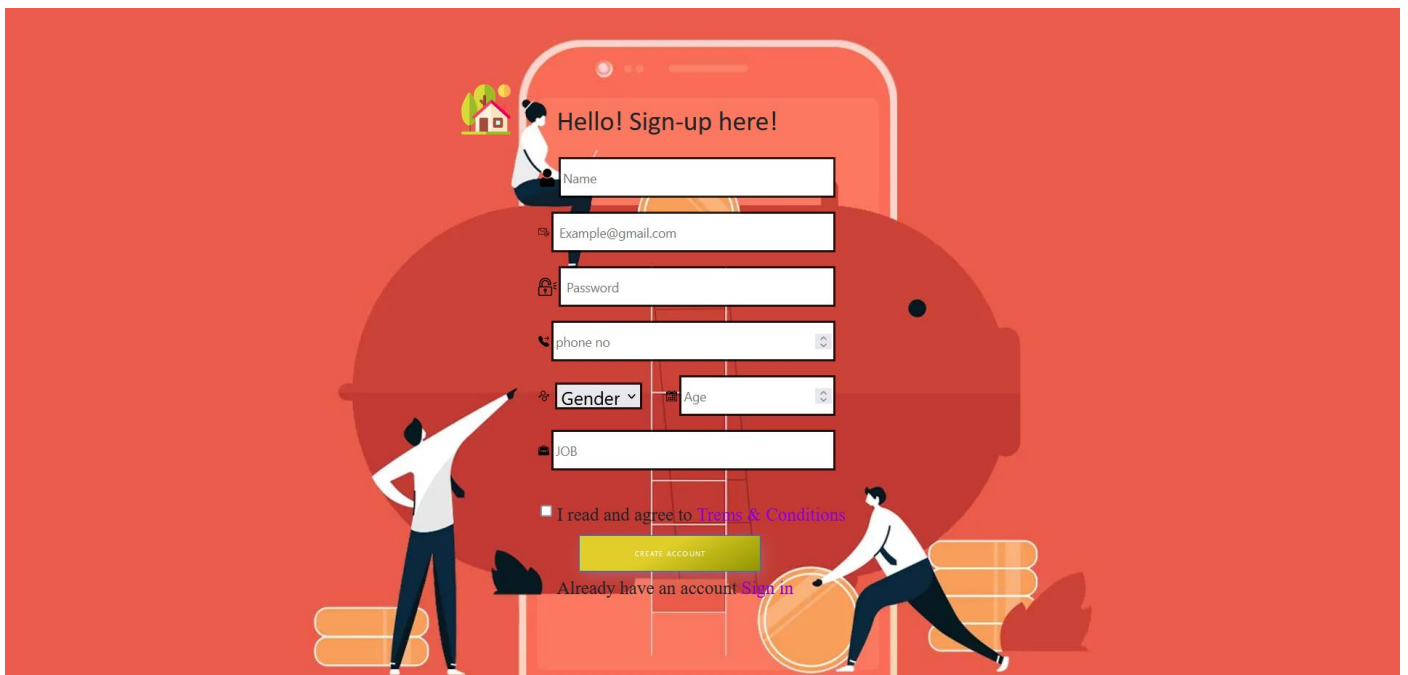 Hello! Sign-up here!
Name
Example@gmail.com
Password
phone no
Gender Age
JOB
I read and agree to Trems & Conditions
CREATE ACCOUNT
Already have an account Sign in